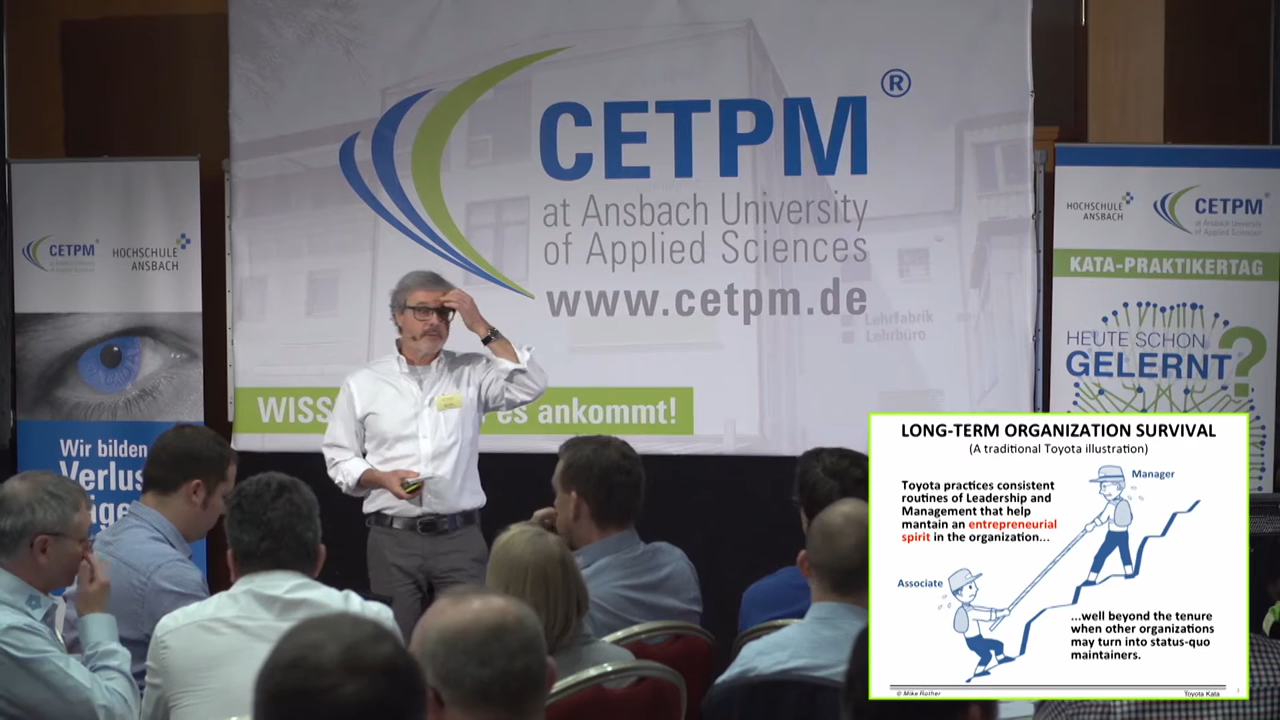 CETPM®
at Ansbach University
of Applied Sciences
www.cetpm.de
Lehrfabrik
Lehrbüro
es ankommt!
CETPM
HOCHSCHULE
ANSBACH
Wir bilden
HOCHSCHULE
ANSBACH
CETPM
at Ansbach University
of Applied Sciences
KATA-PRAKTIKERTAG
HEUTE SCHON
GELERNT?
LONG-TERM ORGANIZATION SURVIVAL
(A traditional Toyota illustration)
Manager
Toyota practices consistent
routines of Leadership and
Management that help
mantain an entrepreneurial
spirit in the organization...
Associate
...well beyond the tenure
when other organizations
may turn into status-quo
maintainers.
© Mike Rother
Toyota Kata
3